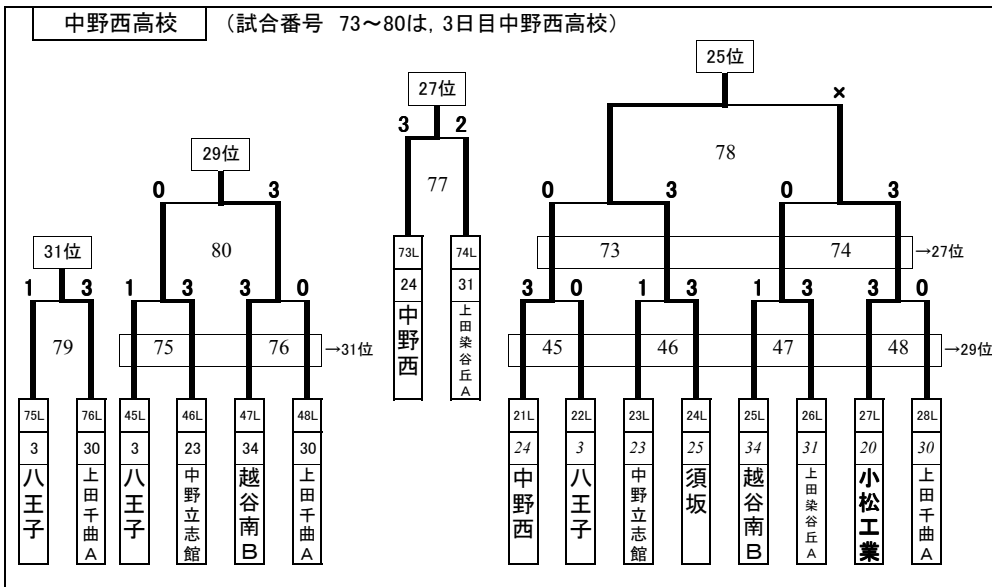 中野西高校 (試合番号 73～80は, 3日目中野西高校)
25位
27位 ×
3 2
29位 78
0 3 77 0 3 0 3
31位 80 73L 74L 73 74 →27位
1 3 1 3 3 0 24 31 3 0 1 3 1 3 3 0
79 75 76 →31位 中野西 上田染谷丘A 45 46 47 48 →29位
75L 76L 45L 46L 47L 48L 21L 22L 23L 24L 25L 26L 27L 28L
3 30 3 23 34 30 24 3 23 25 34 31 20 30
八王子 上田千曲A 八王子 中野立志館 越谷南B 上田千曲A 中野西 八王子 中野立志館 須坂 越谷南B 上田染谷丘A 小松工業 上田千曲A